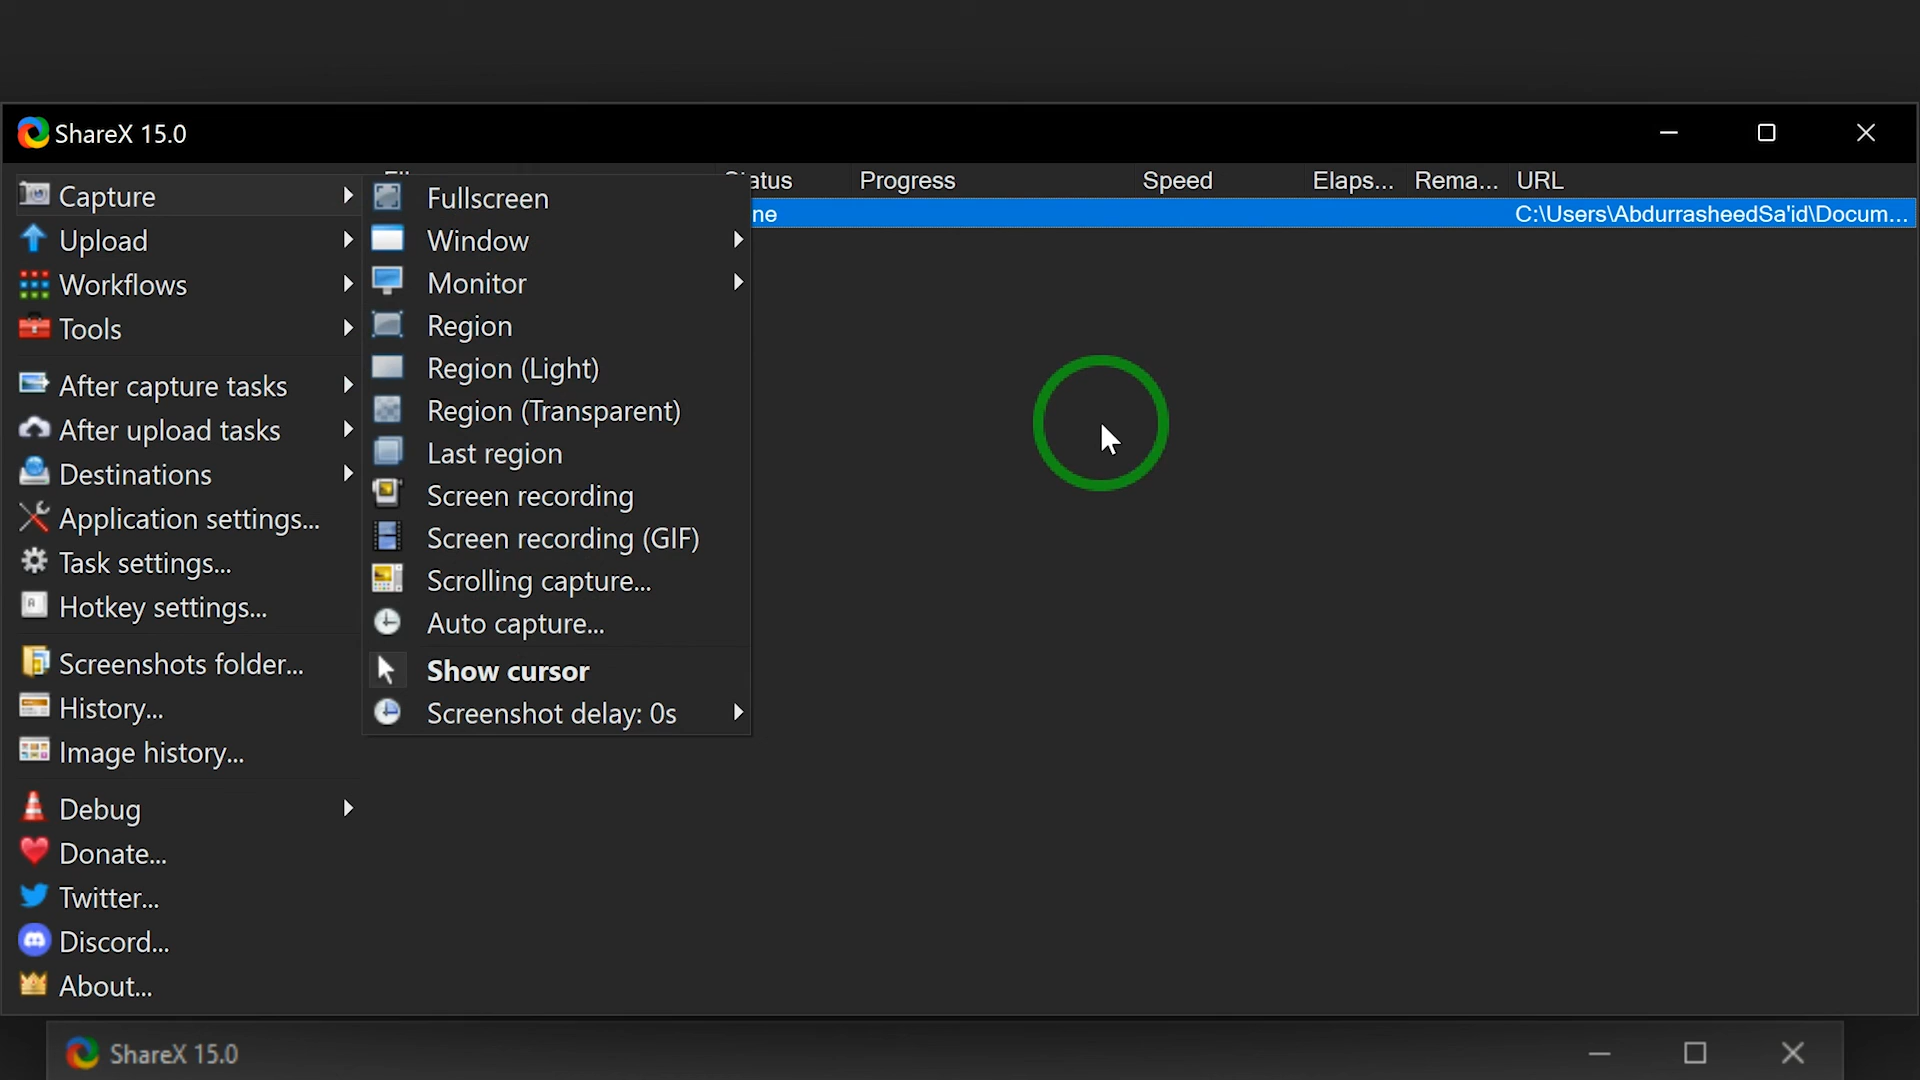 ShareX 15.0
Progress Speed Elaps... Rema... URL
C:\Users\AbdurrasheedSa'id\Docum...
Capture
Upload
Workflows
Tools
After capture tasks
After upload tasks
Destinations
Application settings...
Task settings...
Hotkey settings...
Screenshots folder...
History...
Image history...
Debug
Donate...
Twitter...
Discord...
About...
Fullscreen
Window
Monitor
Region
Region (Light)
Region (Transparent)
Last region
Screen recording
Screen recording (GIF)
Scrolling capture...
Auto capture...
Show cursor
Screenshot delay: 0s
ShareX 15.0